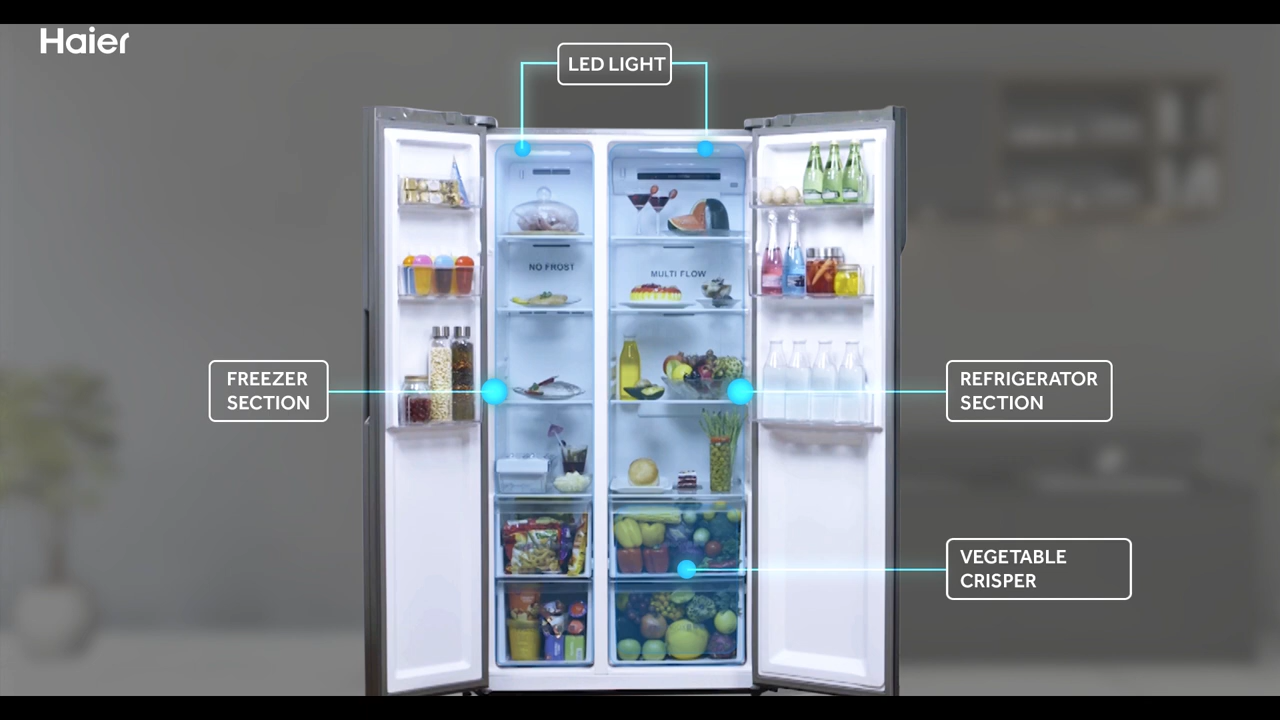 Haier
LED LIGHT
NO FROST
MULTI FLOW
FREEZER
SECTION
REFRIGERATOR
SECTION
VEGETABLE
CRISPER